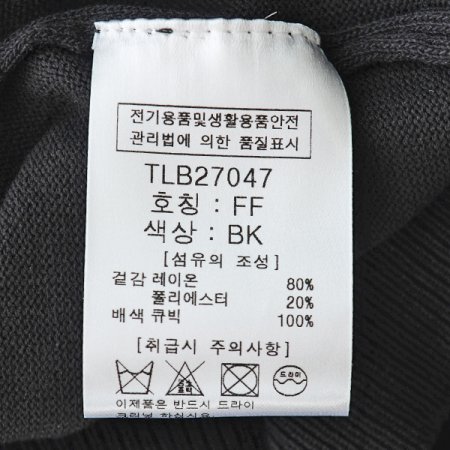 전기용품및생활용품안전
관리법에 의한 품질표시
TLB27047
호칭 : FF
색상 : BK
[섬유의 조성]
겉감 레이온 80%
폴리에스터 20%
배색 큐빅 100%
[취급시 주의사항]
드라이
이제품은 반드시 드라이